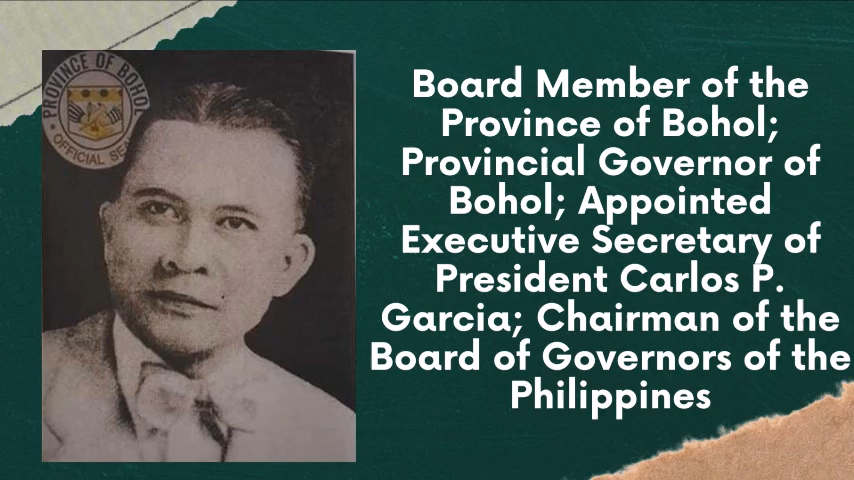 PROVINCE OF BOHOL
OFFICIAL SEA
Board Member of the
Province of Bohol;
Provincial Governor of
Bohol; Appointed
Executive Secretary of
President Carlos P.
Garcia; Chairman of the
Board of Governors of the
Philippines